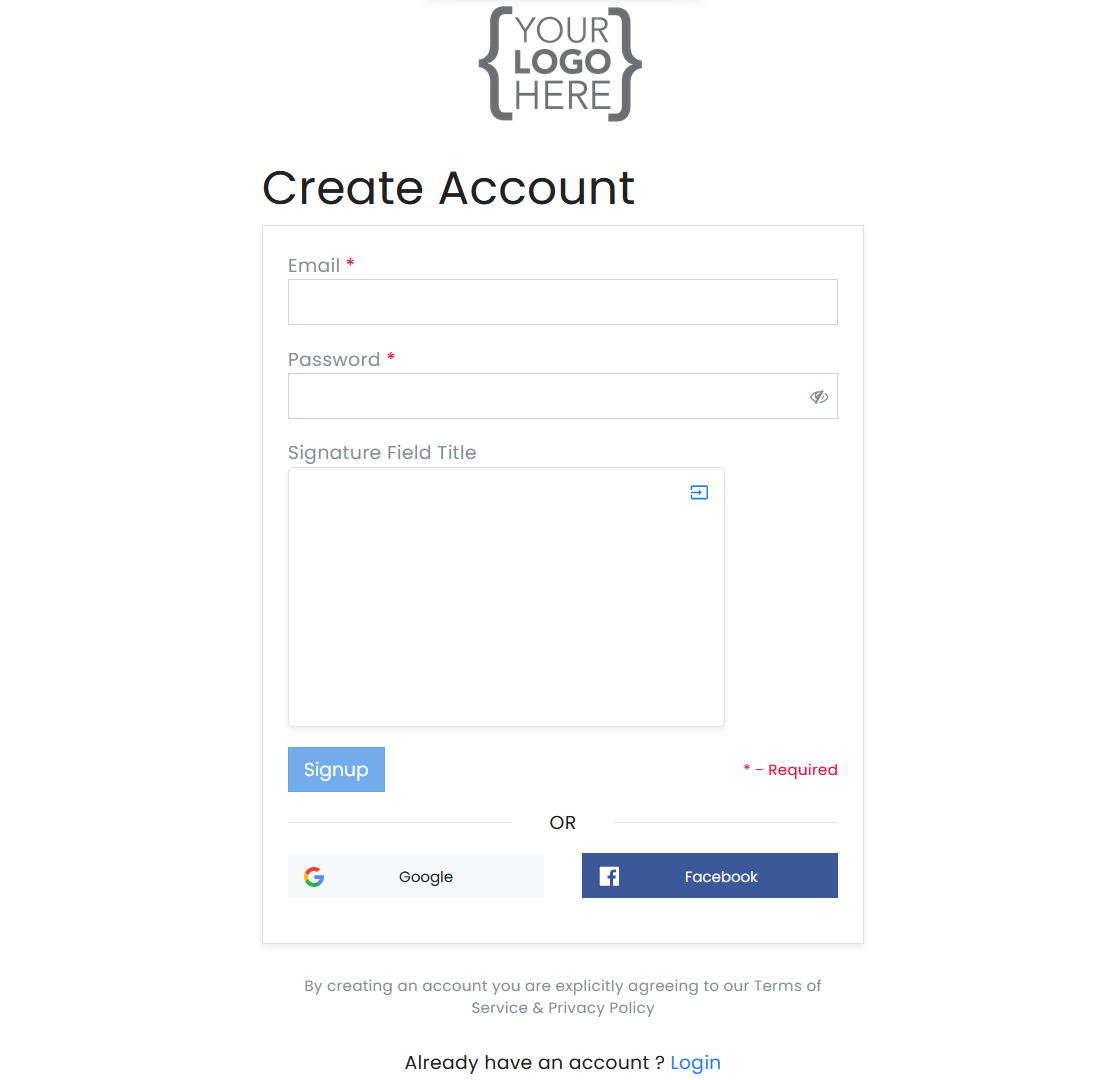 YOUR
LOGO
HERE
Create Account
Email *
Password *
Signature Field Title
Signup
* - Required
OR
Google
Facebook
By creating an account you are explicitly agreeing to our Terms of
Service & Privacy Policy
Already have an account ? Login